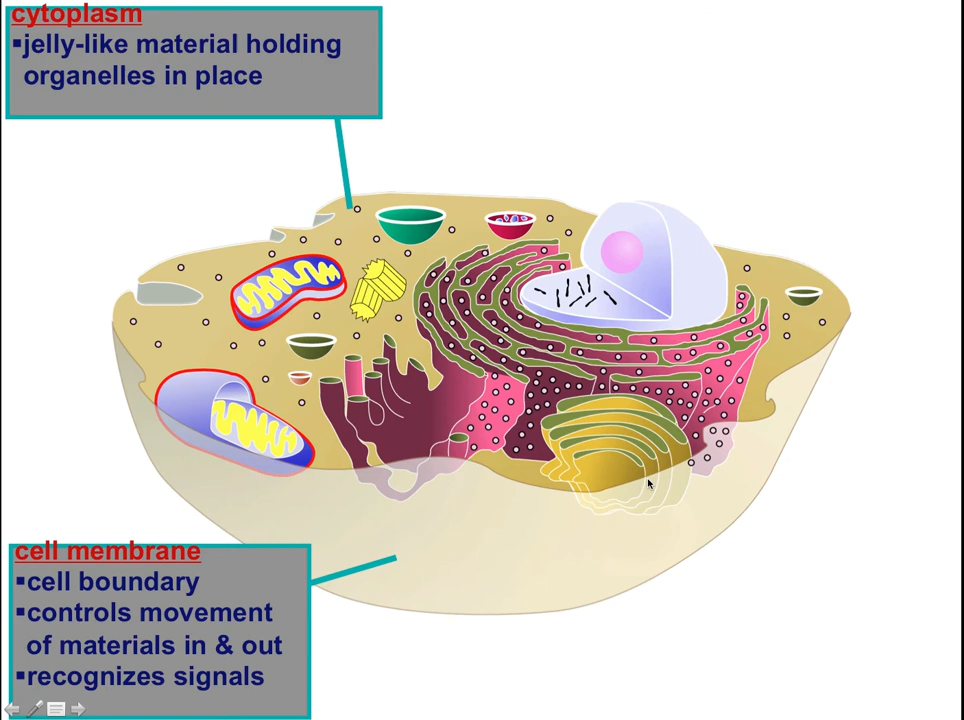 cytoplasm
▪jelly-like material holding
organelles in place
cell membrane
▪cell boundary
▪controls movement
of materials in & out
▪recognizes signals